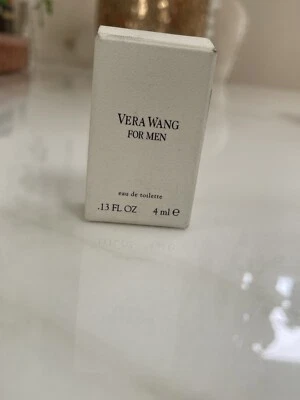 VERA WANG
FOR MEN
eau de toilette
.13 FL OZ 4 ml ℮